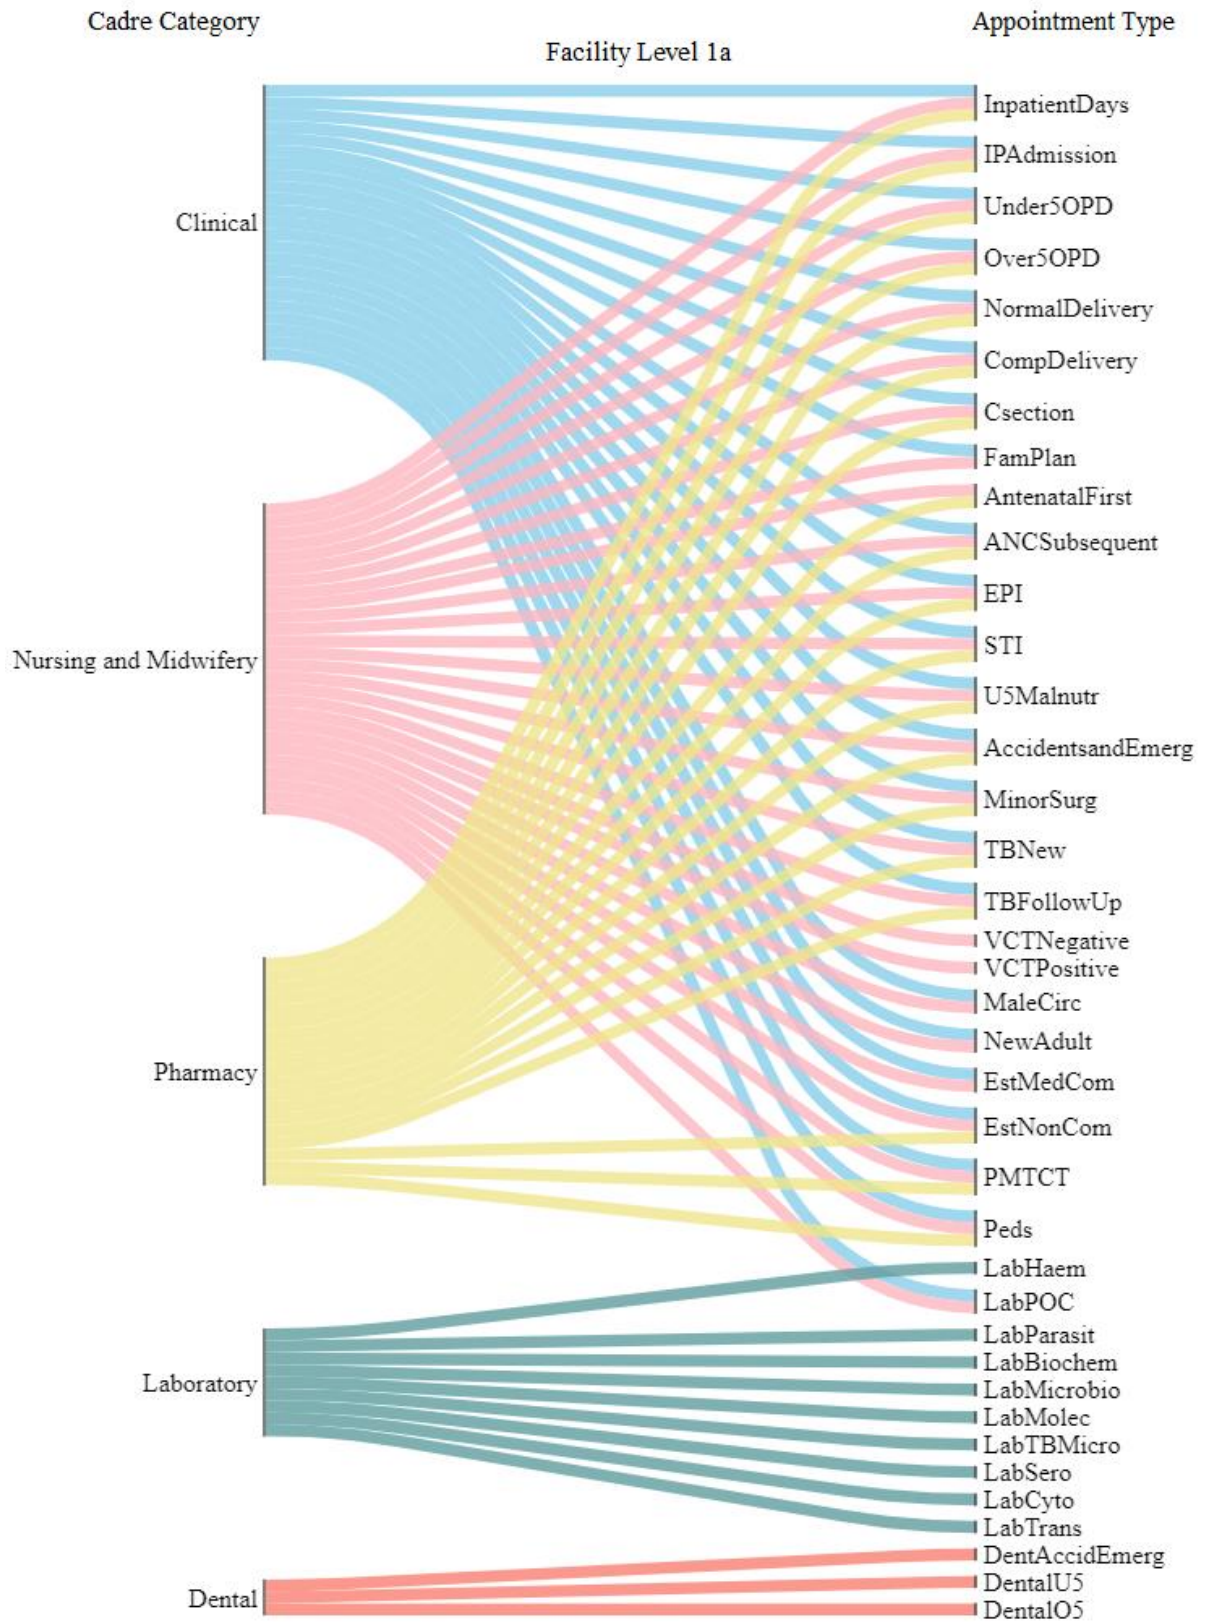 Cadre Category
Appointment Type
Facility Level 1a
Clinical
Nursing and Midwifery
Pharmacy
Laboratory
Dental
InpatientDays
IPAdmission
Under5OPD
Over5OPD
NormalDelivery
CompDelivery
Csection
FamPlan
AntenatalFirst
ANCSubsequent
EPI
STI
U5Malnutr
AccidentsandEmerg
MinorSurg
TBNew
TBFollowUp
VCTNegative
VCTPositive
MaleCirc
NewAdult
EstMedCom
EstNonCom
PMTCT
Peds
LabHaem
LabPOC
LabParasit
LabBiochem
LabMicrobio
LabMolec
LabTBMicro
LabSero
LabCyto
LabTrans
DentAccidEmerg
DentalU5
DentalO5